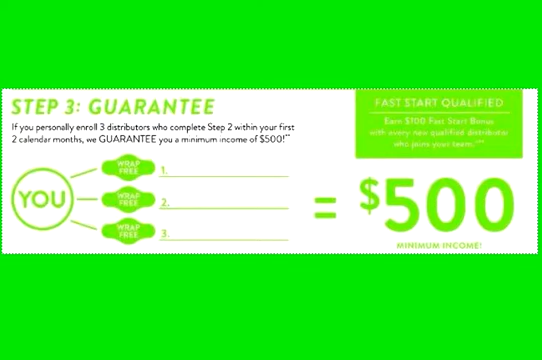 STEP 3: GUARANTEE
If you personally enroll 3 distributors who complete Step 2 within your first
2 calendar months, we GUARANTEE you a minimum income of $500!**
YOU
WRAP
FREE
1.
WRAP
FREE
2.
WRAP
FREE
3.
=
$500
MINIMUM INCOME!
FAST START QUALIFIED
Earn $100 Fast Start Bonus
with every new qualified distributor
who joins your team.***